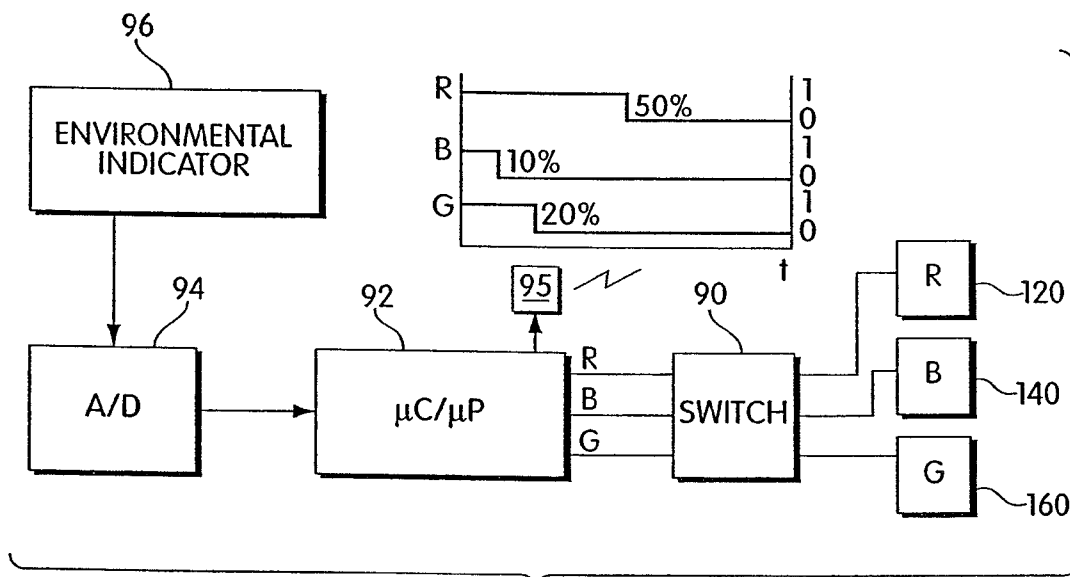 96
ENVIRONMENTAL
INDICATOR
R 50% 1
0
B 10% 1
0
G 20% 1
0
t
94
92
95
90
A/D
μC/μP
R
B
G
SWITCH
R
120
B
140
G
160